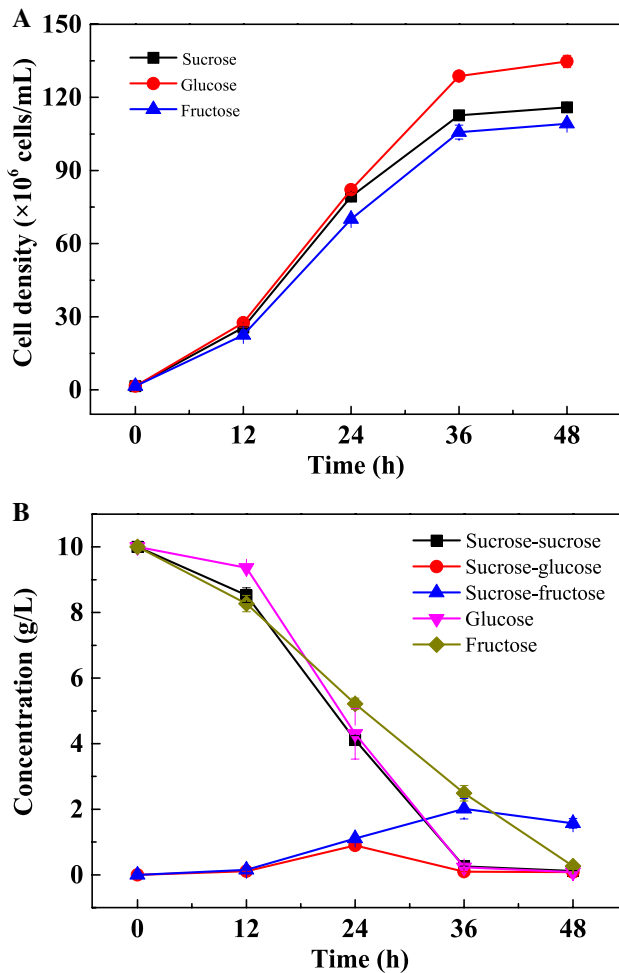 A
150
120
90
60
30
0
Cell density (×10⁶ cells/mL)
Sucrose
Glucose
Fructose
0 12 24 36 48
Time (h)
B
10
8
6
4
2
0
Concentration (g/L)
Sucrose-sucrose
Sucrose-glucose
Sucrose-fructose
Glucose
Fructose
0 12 24 36 48
Time (h)